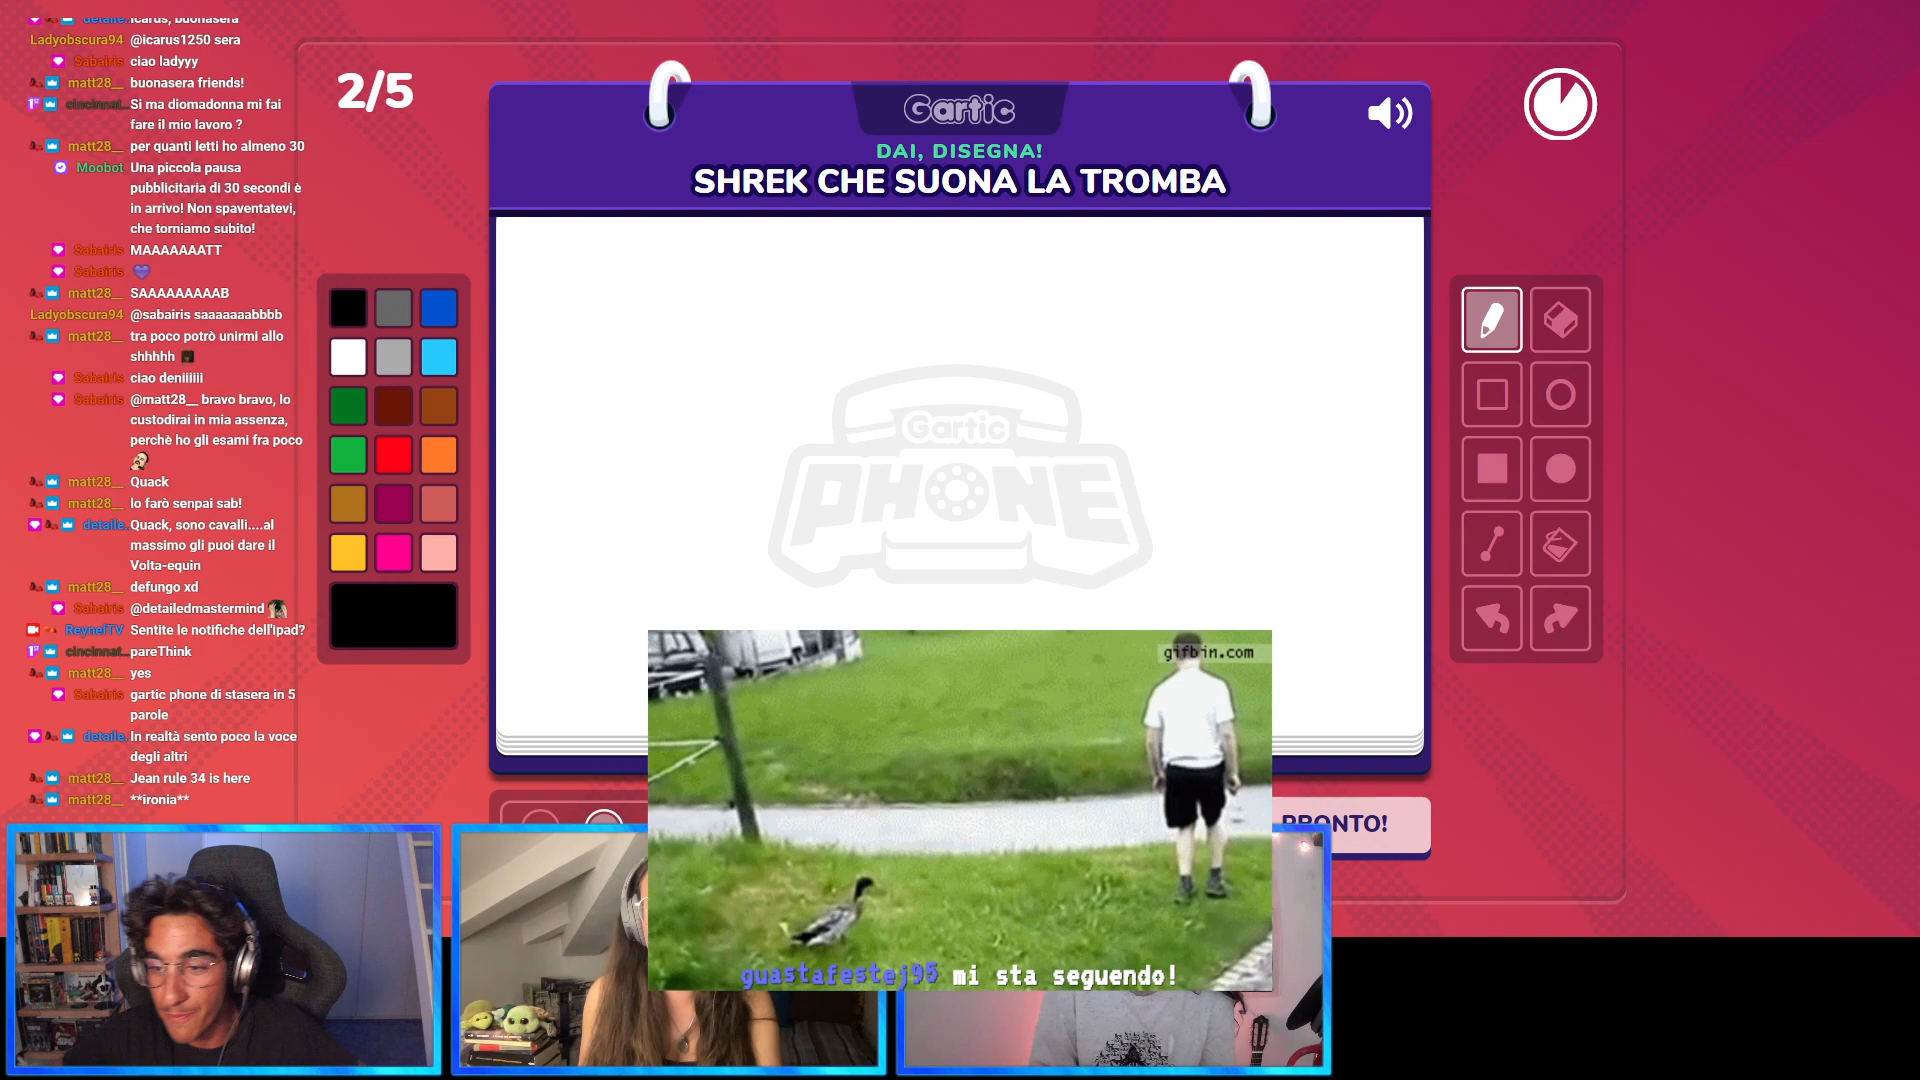 detaile... Icarus, buonasera
Ladyobscura94 @icarus1250 sera
Sabairis ciao ladyyy
matt28__ buonasera friends!
cincinnat... Si ma diomadonna mi fai
fare il mio lavoro ?
matt28__ per quanti letti ho almeno 30
Moobot Una piccola pausa
pubblicitaria di 30 secondi è
in arrivo! Non spaventatevi,
che torniamo subito!
Sabairis MAAAAAAATT
Sabairis
matt28__ SAAAAAAAAAB
Ladyobscura94 @sabairis saaaaaaabbbb
matt28__ tra poco potrò unirmi allo
shhhhh
Sabairis ciao deniiiiii
Sabairis @matt28__ bravo bravo, lo
custodirai in mia assenza,
perchè ho gli esami fra poco
matt28__ Quack
matt28__ lo farò senpai sab!
detaile... Quack, sono cavalli....al
massimo gli puoi dare il
Volta-equin
matt28__ defungo xd
Sabairis @detailedmastermind
ReynelTV Sentite le notifiche dell'ipad?
cincinnat... pareThink
matt28__ yes
Sabairis gartic phone di stasera in 5
parole
detaile... In realtà sento poco la voce
degli altri
matt28__ Jean rule 34 is here
matt28__ **ironia**
2/5
Gartic
DAI, DISEGNA!
SHREK CHE SUONA LA TROMBA
Gartic
PHONE
gifbin.com
PRONTO!
guastafestej95 mi sta seguendo!